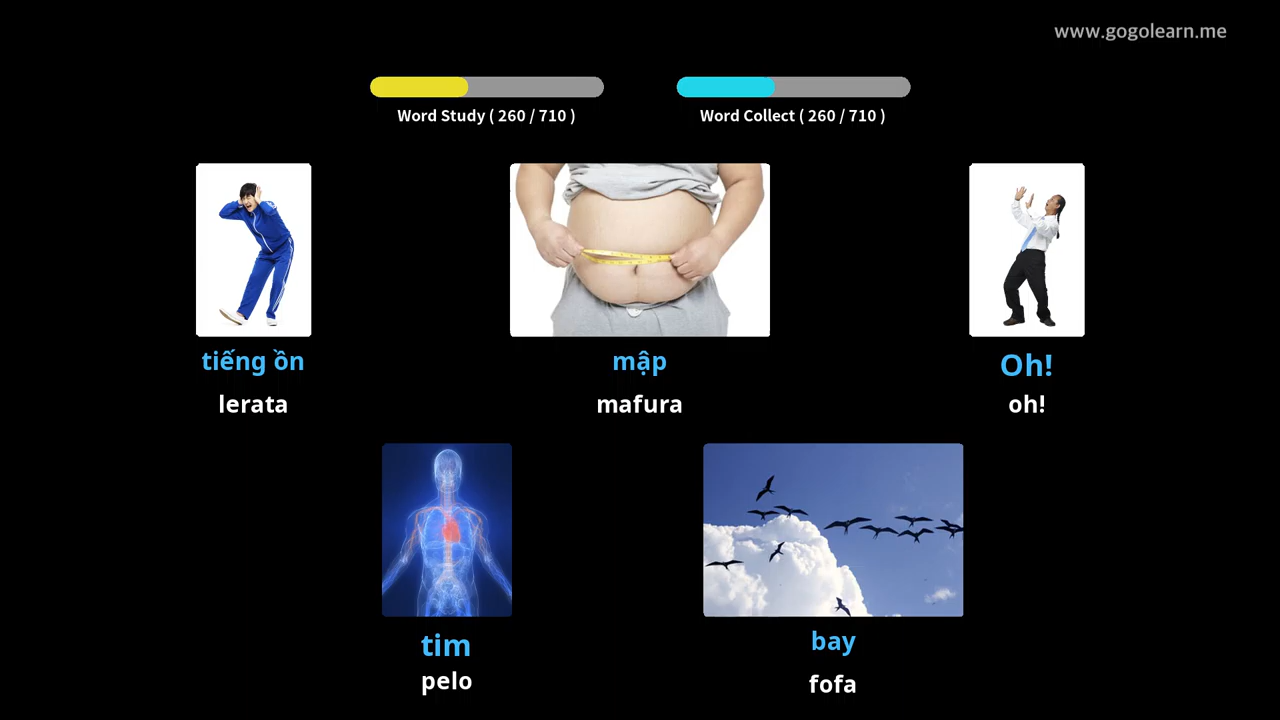 www.gogolearn.me
Word Study ( 260 / 710 )
Word Collect ( 260 / 710 )
tiếng ồn
lerata
mập
mafura
Oh!
oh!
tim
pelo
bay
fofa